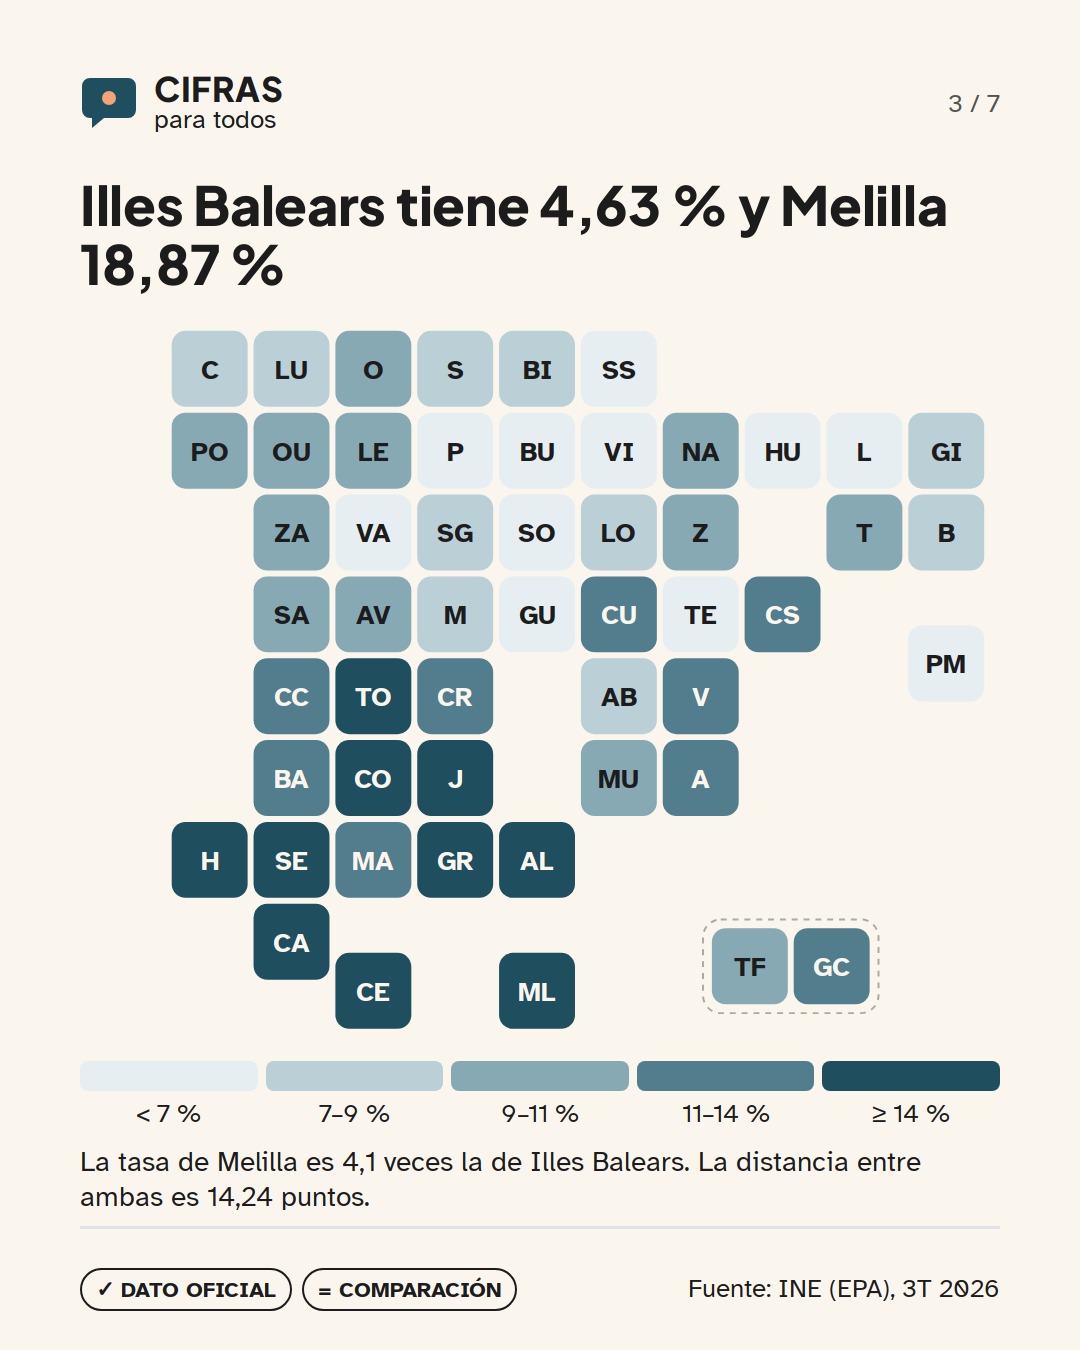 CIFRAS
para todos
3 / 7
Illes Balears tiene 4,63 % y Melilla
18,87 %
C LU O S BI SS
PO OU LE P BU VI NA HU L GI
ZA VA SG SO LO Z T B
SA AV M GU CU TE CS
PM
CC TO CR AB V
BA CO J MU A
H SE MA GR AL
CA
TF GC
CE ML
< 7 % 7–9 % 9–11 % 11–14 % ≥ 14 %
La tasa de Melilla es 4,1 veces la de Illes Balears. La distancia entre
ambas es 14,24 puntos.
✓ DATO OFICIAL = COMPARACIÓN Fuente: INE (EPA), 3T 2026